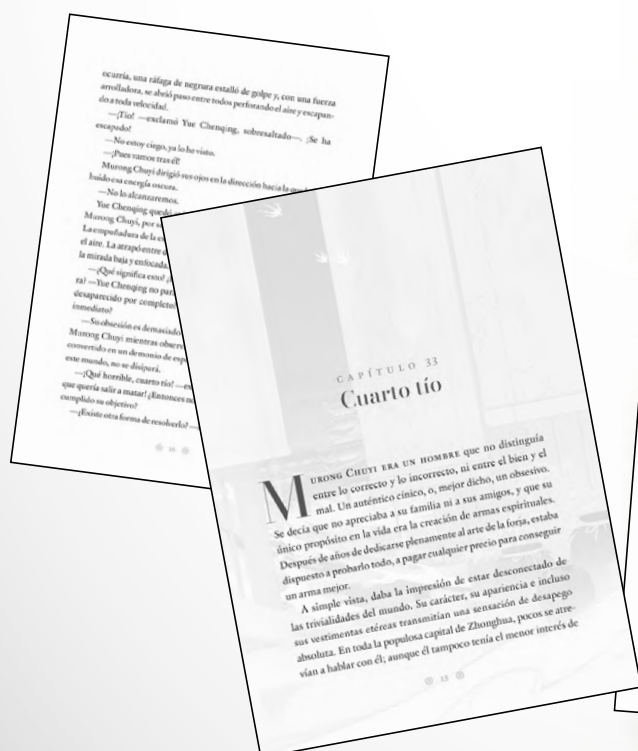 ocurría, una ráfaga de negrura estalló de golpe y, con una fuerza
arrolladora, se abrió paso entre todos perforando el aire y escapan-
do a toda velocidad.
—¡Tío! —exclamó Yue Chenqing, sobresaltado—. ¡Se ha
escapado!
—No estoy ciego, ya lo he visto.
—¡Pues vamos tras él!
Murong Chuyi dirigió sus ojos en la dirección hacia la que
huido esa energía oscura.
—No lo alcanzaremos.
Yue Chenqing quedó
Murong Chuyi, por su
La empuñadura de la
el aire. La atrapó entre
la mirada baja y enfocada.
—¿Qué significa esto?
ra! —Yue Chenqing no
desaparecido por completo
inmediato?
—Su obsesión es demasiado
Murong Chuyi mientras
convertido en un demonio de
este mundo, no se disipará.
—¡Qué horrible, cuarto tío!
que quería salir a matar! ¿Entonces
cumplido su objetivo?
—¿Existe otra forma de resolverlo?
CAPÍTULO 33
Cuarto tío
MURONG CHUYI ERA UN HOMBRE que no distinguía
entre lo correcto y lo incorrecto, ni entre el bien y el
mal. Un auténtico cínico, o, mejor dicho, un obsesivo.
Se decía que no apreciaba a su familia ni a sus amigos, y que su
único propósito en la vida era la creación de armas espirituales.
Después de años de dedicarse plenamente al arte de la forja, estaba
dispuesto a probarlo todo, a pagar cualquier precio para conseguir
un arma mejor.
A simple vista, daba la impresión de estar desconectado de
las trivialidades del mundo. Su carácter, su apariencia e incluso
sus vestimentas etéreas transmitían una sensación de desapego
absoluta. En toda la populosa capital de Zhonghua, pocos se atre-
vían a hablar con él; aunque él tampoco tenía el menor interés de
13